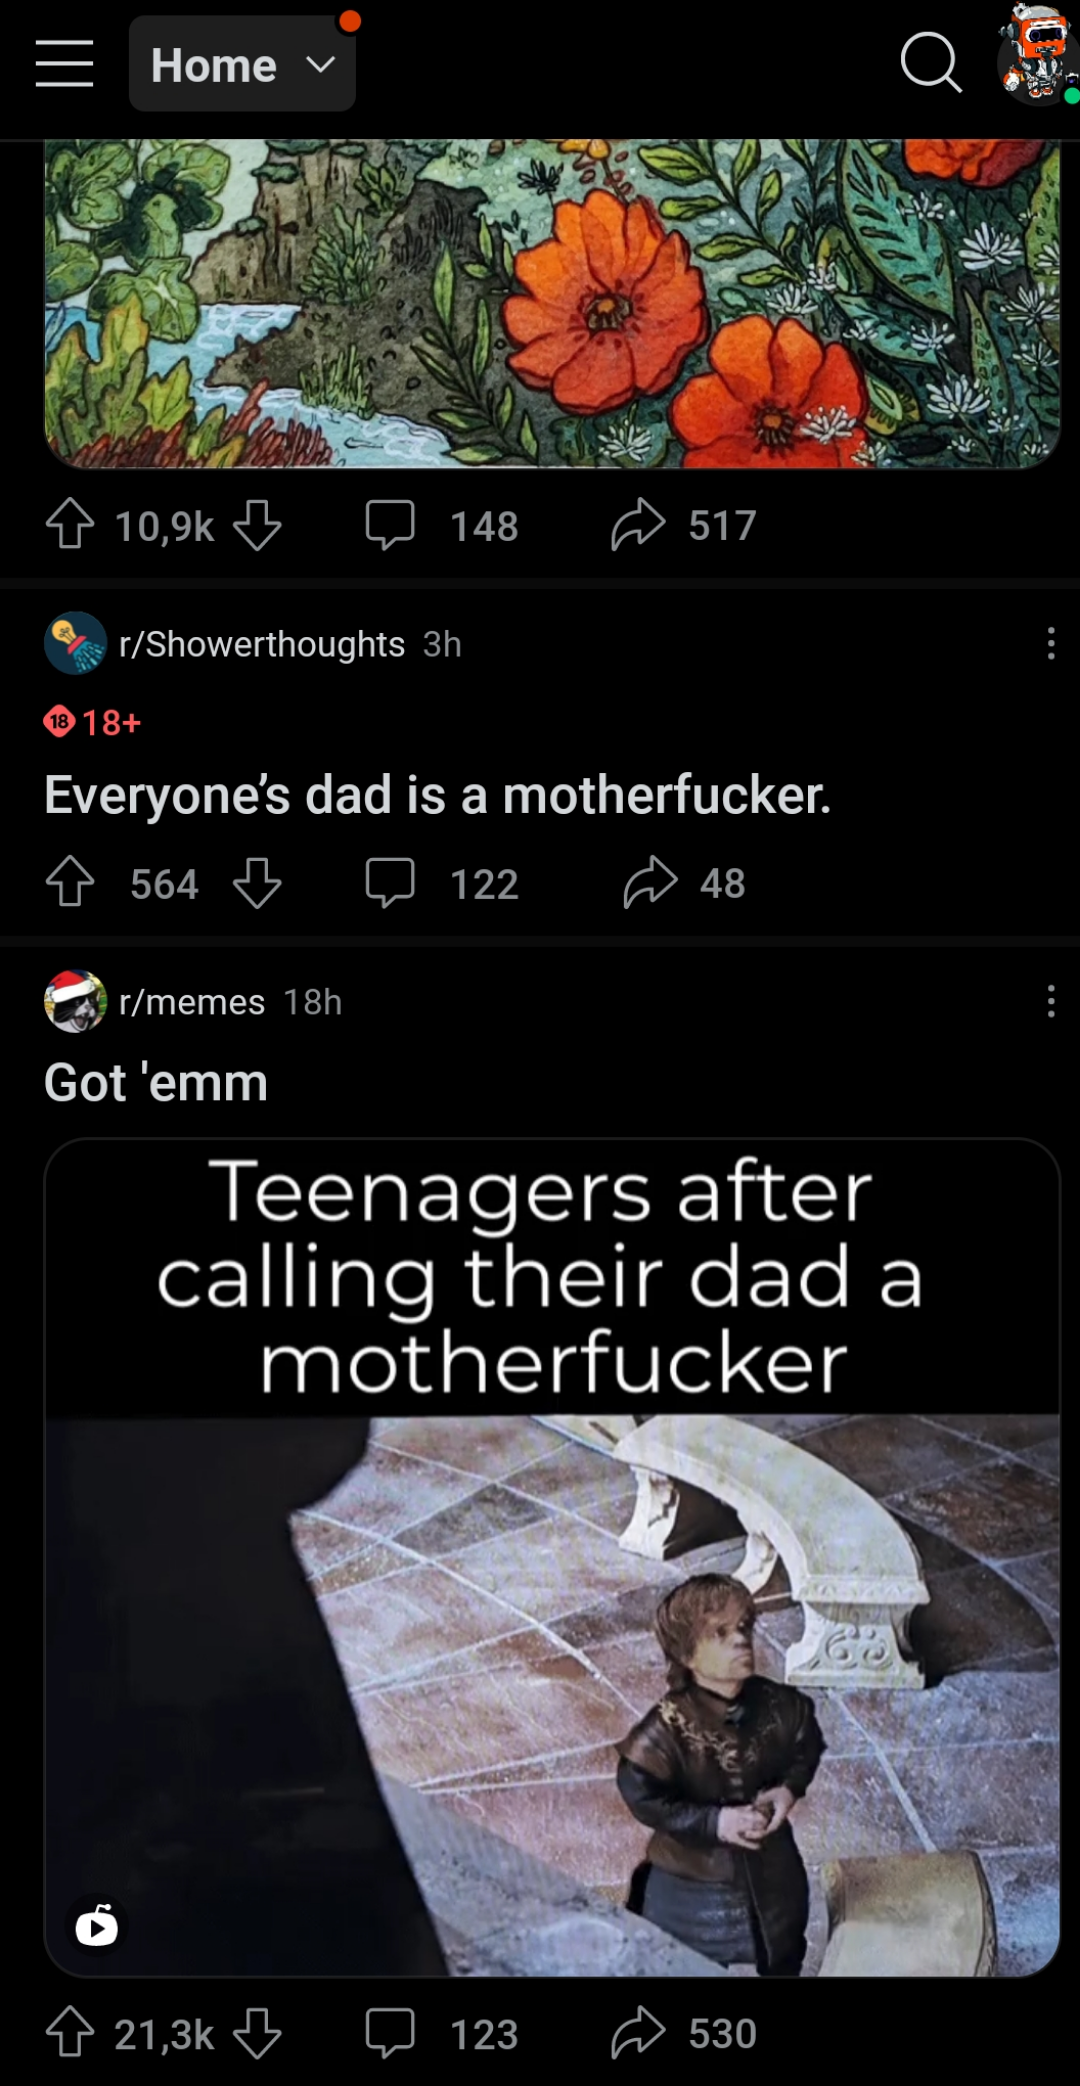 Home
10,9k 148 517
r/Showerthoughts 3h
18 18+
Everyone’s dad is a motherfucker.
564 122 48
r/memes 18h
Got 'emm
Teenagers after
calling their dad a
motherfucker
21,3k 123 530